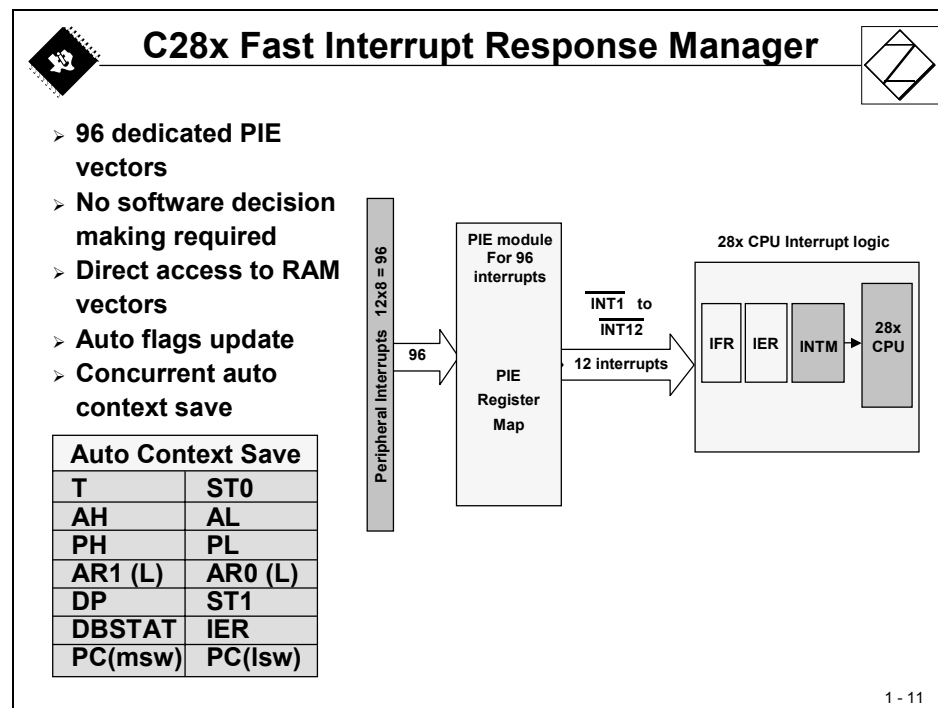 C28x Fast Interrupt Response Manager
➢ 96 dedicated PIE
vectors
➢ No software decision
making required
➢ Direct access to RAM
vectors
➢ Auto flags update
➢ Concurrent auto
context save
Auto Context Save
T ST0
AH AL
PH PL
AR1 (L) AR0 (L)
DP ST1
DBSTAT IER
PC(msw) PC(lsw)
Peripheral Interrupts 12x8 = 96
96
PIE module
For 96
interrupts
PIE
Register
Map
INT1 to
INT12
12 interrupts
28x CPU Interrupt logic
IFR
IER
INTM
28x
CPU
1 - 11